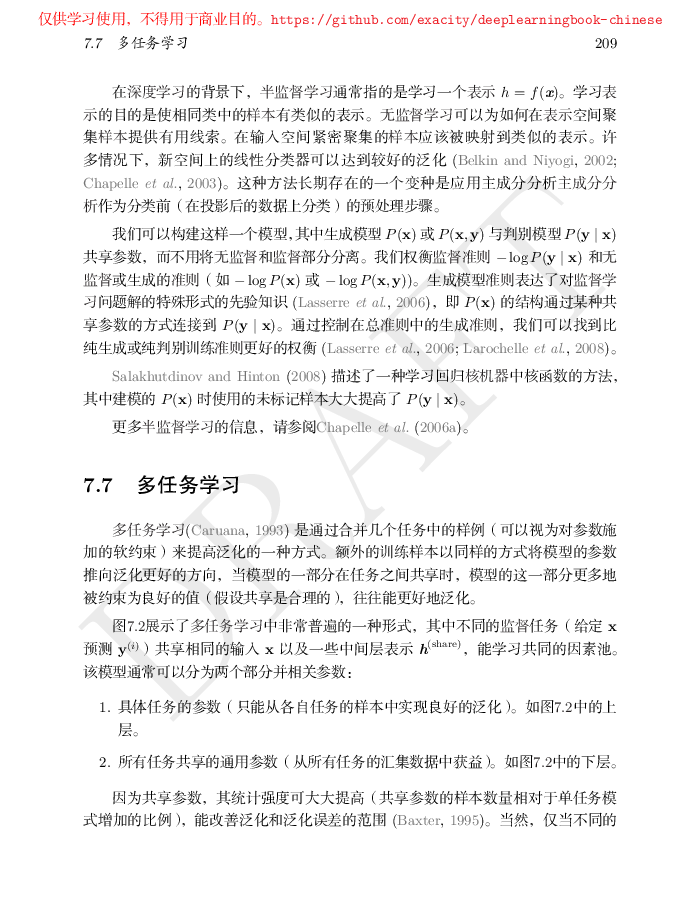 仅供学习使用，不得用于商业目的。https://github.com/exacity/deeplearningbook-chinese
7.7 多任务学习 209
在深度学习的背景下，半监督学习通常指的是学习一个表示 h = f(x)。学习表
示的目的是使相同类中的样本有类似的表示。无监督学习可以为如何在表示空间聚
集样本提供有用线索。在输入空间紧密聚集的样本应该被映射到类似的表示。许
多情况下，新空间上的线性分类器可以达到较好的泛化 (Belkin and Niyogi, 2002;
Chapelle et al., 2003)。这种方法长期存在的一个变种是应用主成分分析主成分分
析作为分类前（在投影后的数据上分类）的预处理步骤。
我们可以构建这样一个模型，其中生成模型 P(x) 或 P(x, y) 与判别模型 P(y | x)
共享参数，而不用将无监督和监督部分分离。我们权衡监督准则 − log P(y | x) 和无
监督或生成的准则（如 − log P(x) 或 − log P(x, y)）。生成模型准则表达了对监督学
习问题解的特殊形式的先验知识 (Lasserre et al., 2006)，即 P(x) 的结构通过某种共
享参数的方式连接到 P(y | x)。通过控制在总准则中的生成准则，我们可以找到比
纯生成或纯判别训练准则更好的权衡 (Lasserre et al., 2006; Larochelle et al., 2008)。
Salakhutdinov and Hinton (2008) 描述了一种学习回归核机器中核函数的方法，
其中建模的 P(x) 时使用的未标记样本大大提高了 P(y | x)。
更多半监督学习的信息，请参阅Chapelle et al. (2006a)。
7.7 多任务学习
多任务学习(Caruana, 1993) 是通过合并几个任务中的样例（可以视为对参数施
加的软约束）来提高泛化的一种方式。额外的训练样本以同样的方式将模型的参数
推向泛化更好的方向，当模型的一部分在任务之间共享时，模型的这一部分更多地
被约束为良好的值（假设共享是合理的），往往能更好地泛化。
图7.2展示了多任务学习中非常普遍的一种形式，其中不同的监督任务（给定 x
预测 y(i)）共享相同的输入 x 以及一些中间层表示 h(share)，能学习共同的因素池。
该模型通常可以分为两个部分并相关参数：
1. 具体任务的参数（只能从各自任务的样本中实现良好的泛化）。如图7.2中的上
层。
2. 所有任务共享的通用参数（从所有任务的汇集数据中获益）。如图7.2中的下层。
因为共享参数，其统计强度可大大提高（共享参数的样本数量相对于单任务模
式增加的比例），能改善泛化和泛化误差的范围 (Baxter, 1995)。当然，仅当不同的
DRAFT